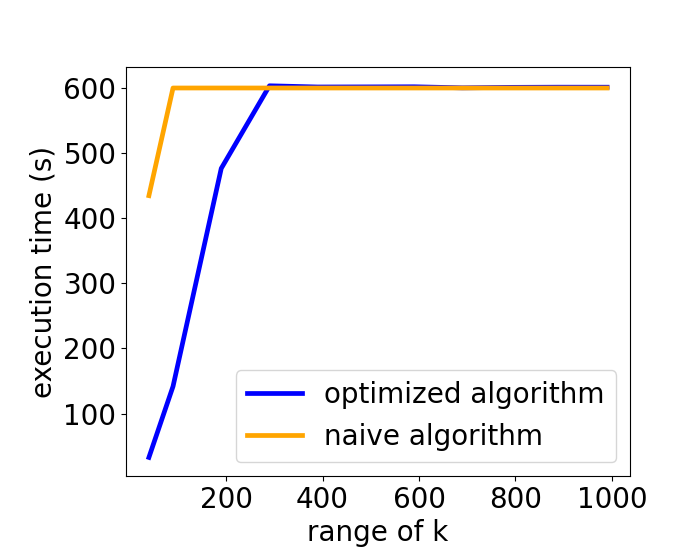 600
500
400
300
200
100
execution time (s)
optimized algorithm
naive algorithm
200 400 600 800 1000
range of k